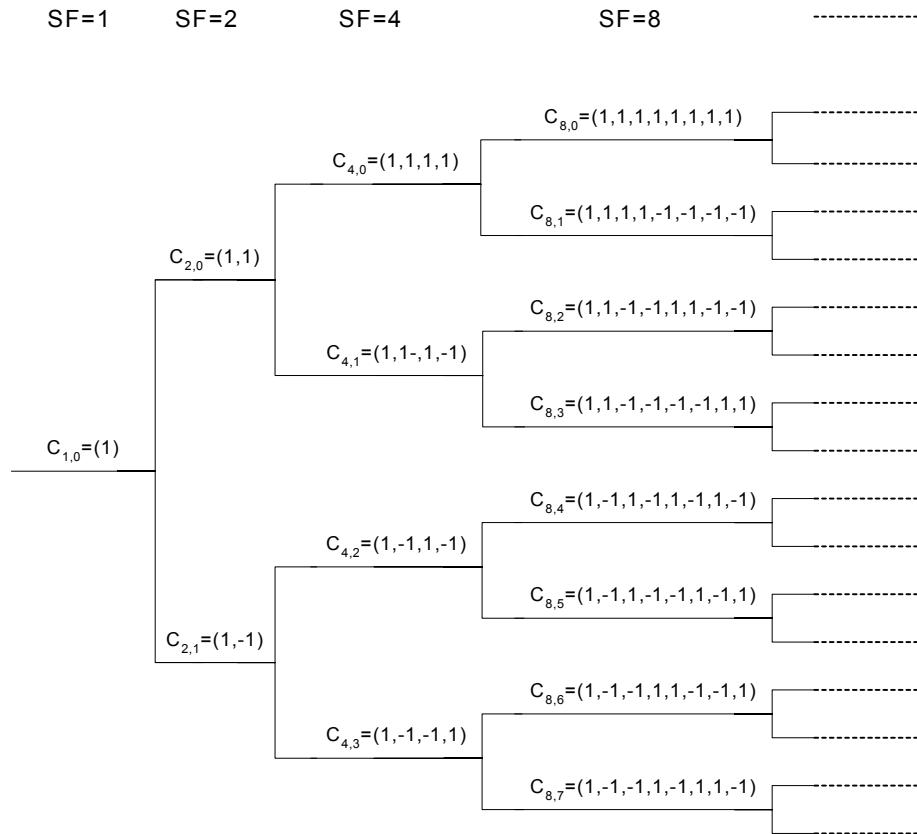 SF=1 SF=2 SF=4 SF=8
C8,0=(1,1,1,1,1,1,1,1)
C4,0=(1,1,1,1)
C8,1=(1,1,1,1,-1,-1,-1,-1)
C2,0=(1,1)
C8,2=(1,1,-1,-1,1,1,-1,-1)
C4,1=(1,1-,1,-1)
C8,3=(1,1,-1,-1,-1,-1,1,1)
C1,0=(1)
C8,4=(1,-1,1,-1,1,-1,1,-1)
C4,2=(1,-1,1,-1)
C8,5=(1,-1,1,-1,-1,1,-1,1)
C2,1=(1,-1)
C8,6=(1,-1,-1,1,1,-1,-1,1)
C4,3=(1,-1,-1,1)
C8,7=(1,-1,-1,1,-1,1,1,-1)